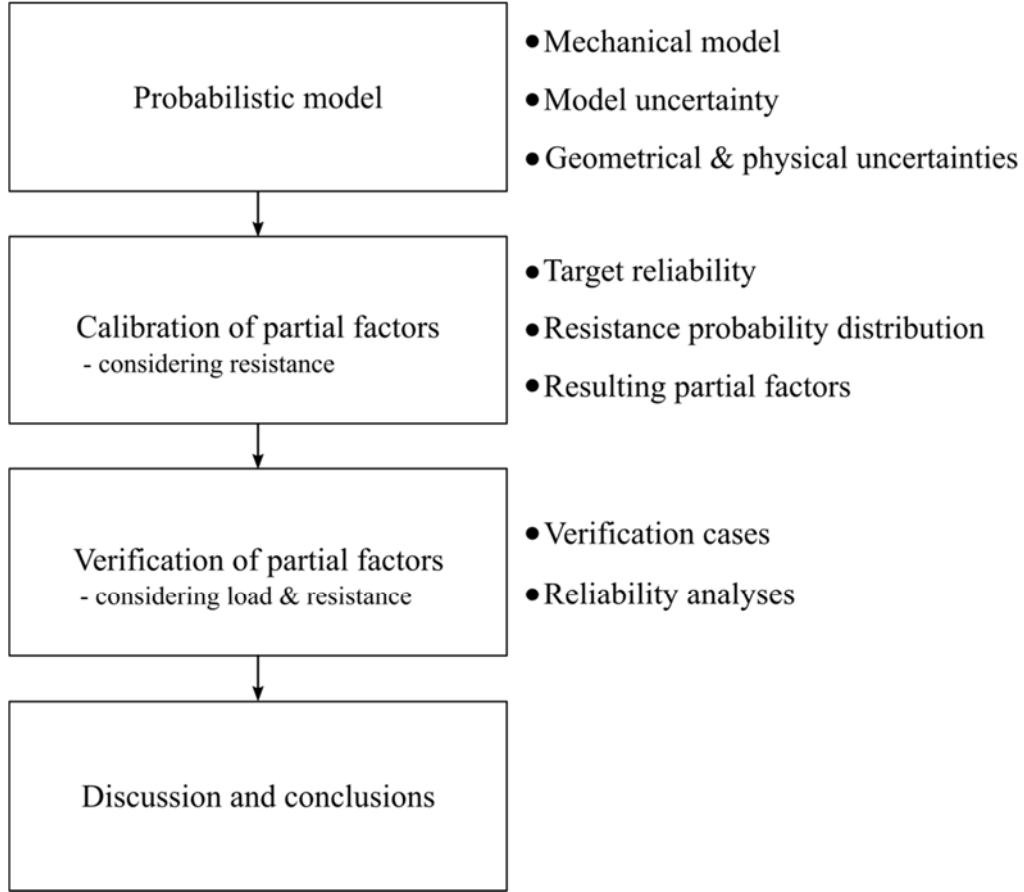 Probabilistic model
● Mechanical model
● Model uncertainty
● Geometrical & physical uncertainties
Calibration of partial factors
- considering resistance
● Target reliability
● Resistance probability distribution
● Resulting partial factors
Verification of partial factors
- considering load & resistance
● Verification cases
● Reliability analyses
Discussion and conclusions